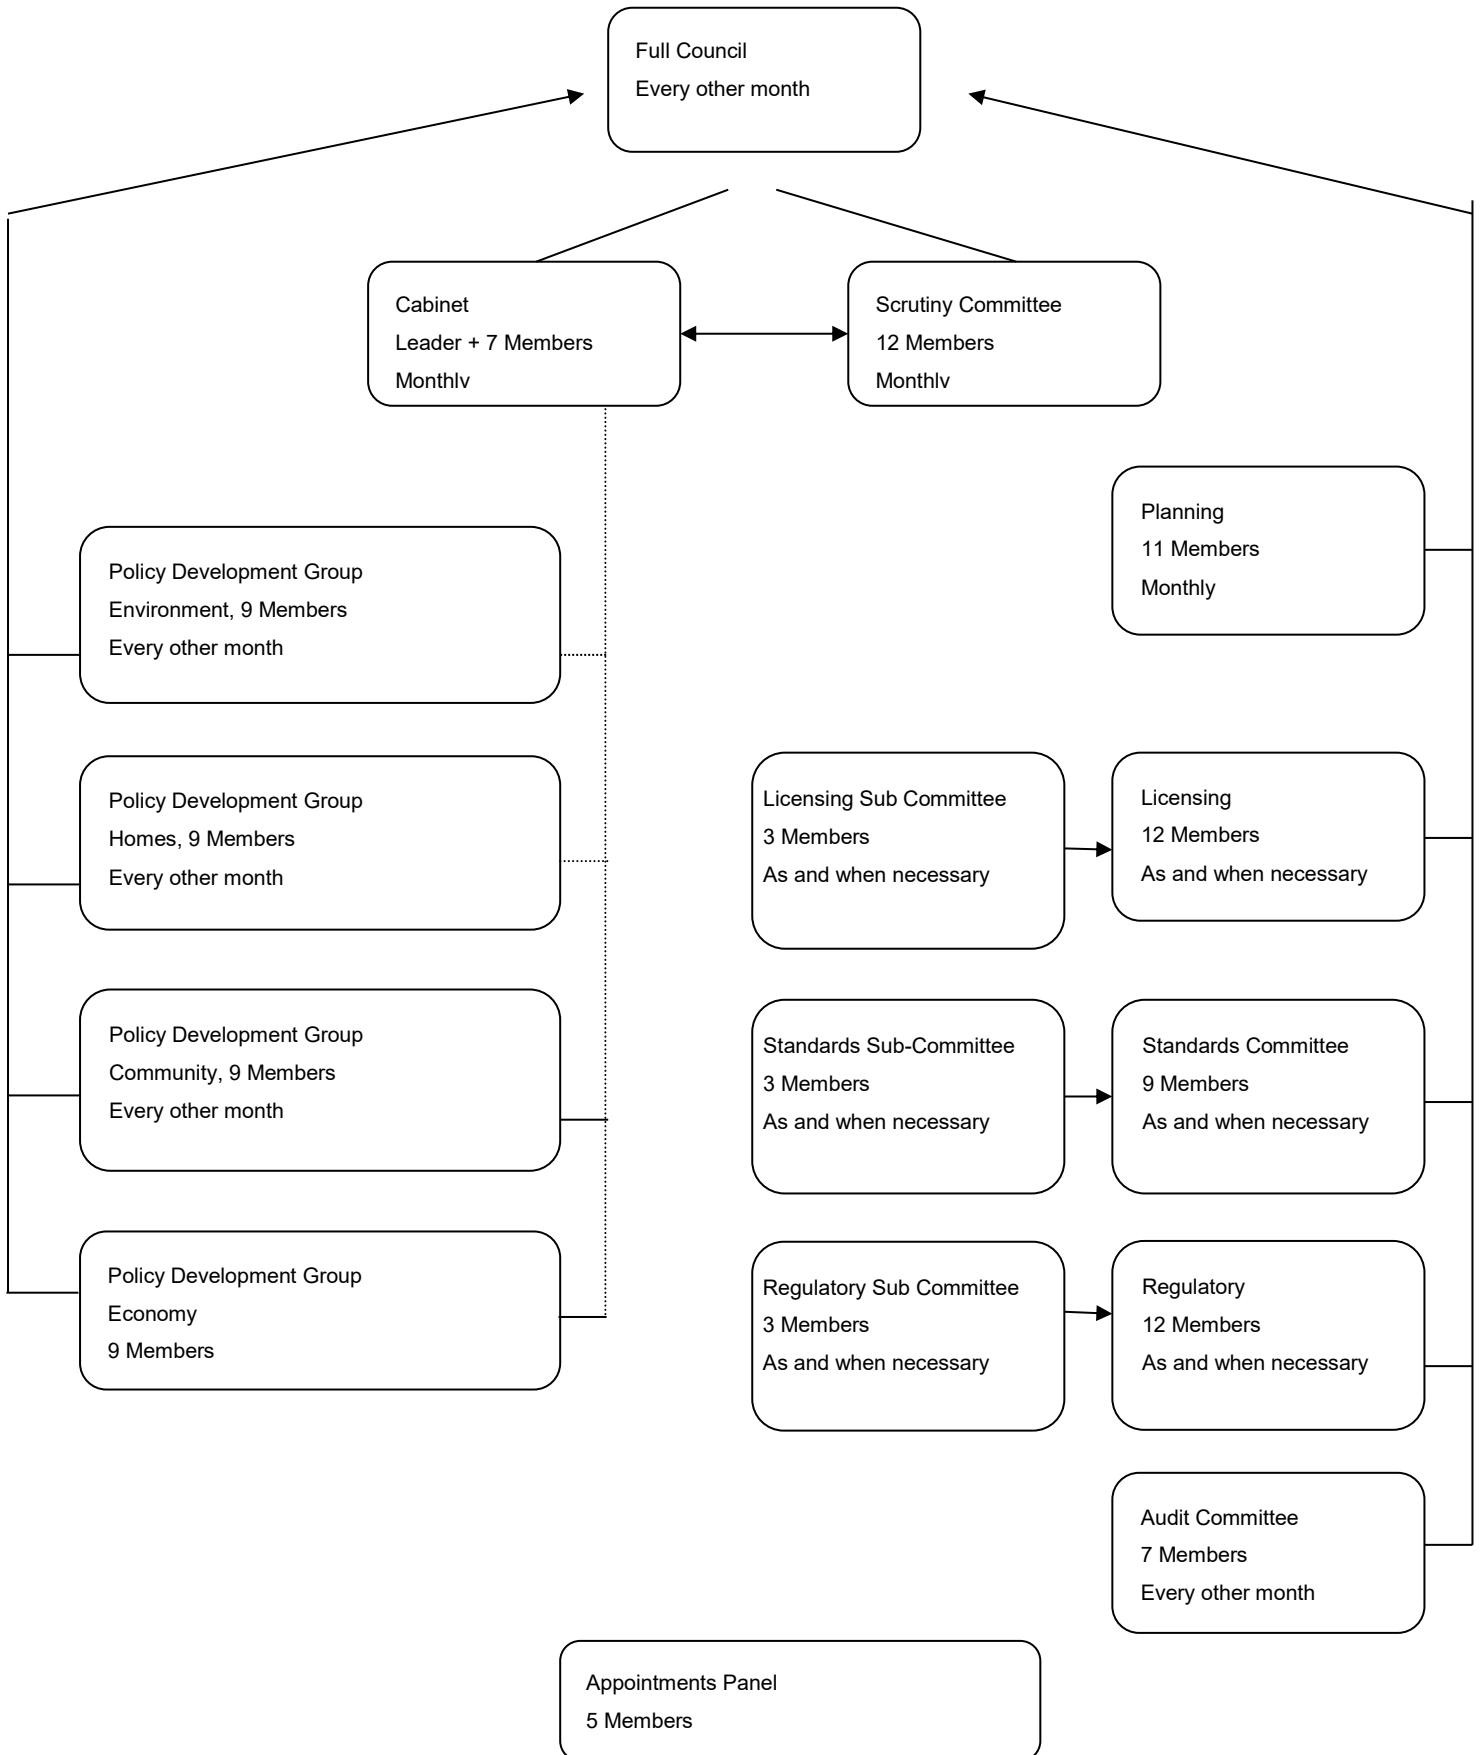 Full Council
Every other month
Cabinet
Leader + 7 Members
Monthly
Scrutiny Committee
12 Members
Monthly
Planning
11 Members
Monthly
Policy Development Group
Environment, 9 Members
Every other month
Policy Development Group
Homes, 9 Members
Every other month
Licensing Sub Committee
3 Members
As and when necessary
Licensing
12 Members
As and when necessary
Policy Development Group
Community, 9 Members
Every other month
Standards Sub-Committee
3 Members
As and when necessary
Standards Committee
9 Members
As and when necessary
Policy Development Group
Economy
9 Members
Regulatory Sub Committee
3 Members
As and when necessary
Regulatory
12 Members
As and when necessary
Audit Committee
7 Members
Every other month
Appointments Panel
5 Members